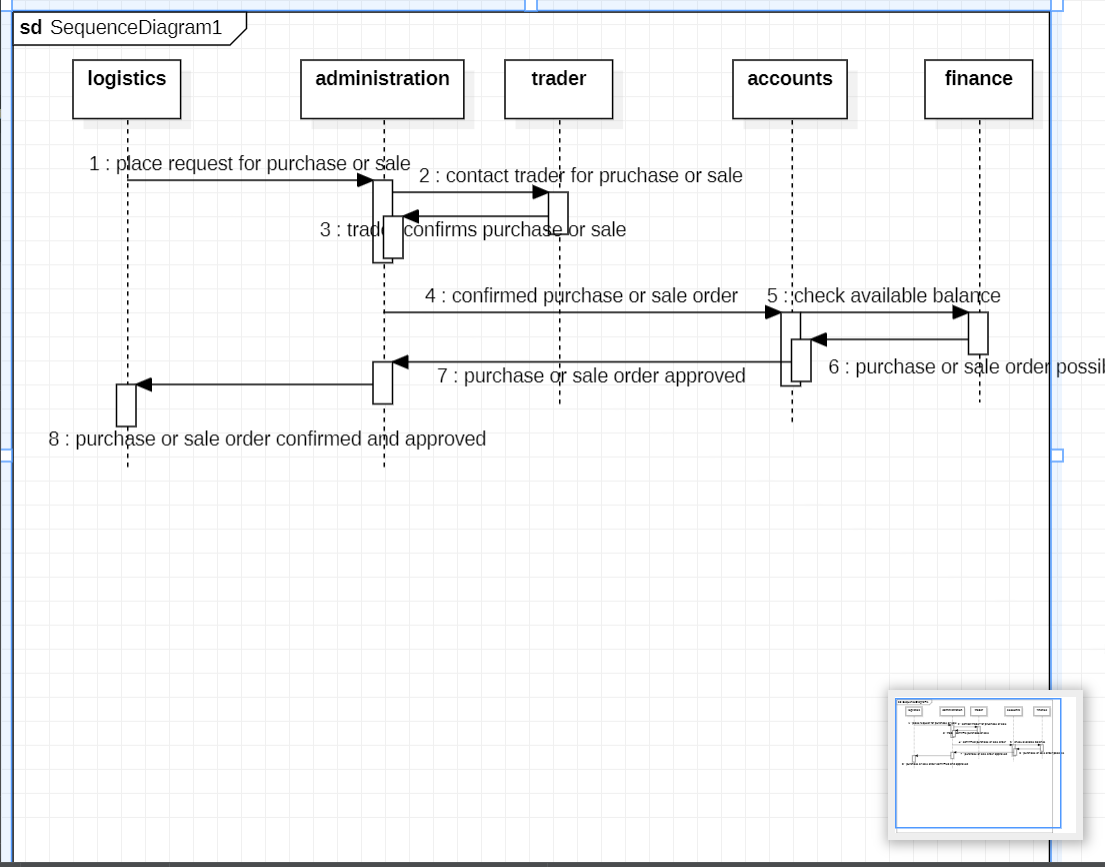 sd SequenceDiagram1
logistics
administration
trader
accounts
finance
1 : place request for purchase or sale
2 : contact trader for pruchase or sale
3 : trader confirms purchase or sale
4 : confirmed purchase or sale order
5 : check available balance
6 : purchase or sale order possil
7 : purchase or sale order approved
8 : purchase or sale order confirmed and approved